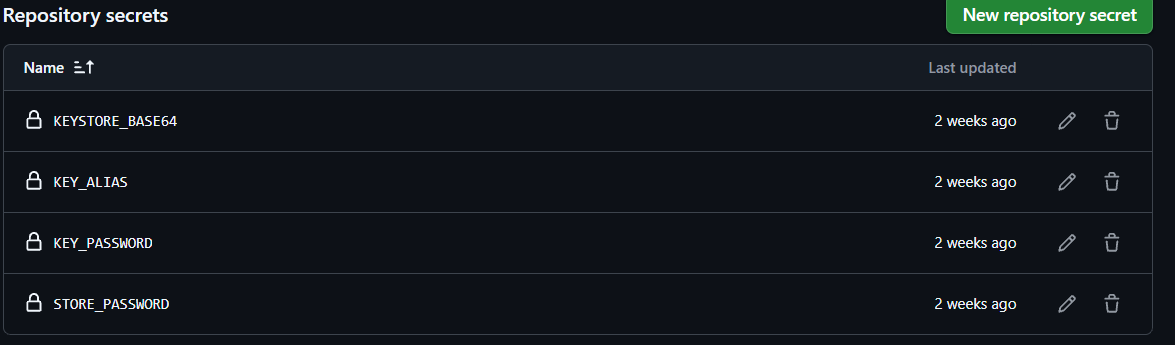 Repository secrets
New repository secret
Name
Last updated
KEYSTORE_BASE64
2 weeks ago
KEY_ALIAS
2 weeks ago
KEY_PASSWORD
2 weeks ago
STORE_PASSWORD
2 weeks ago